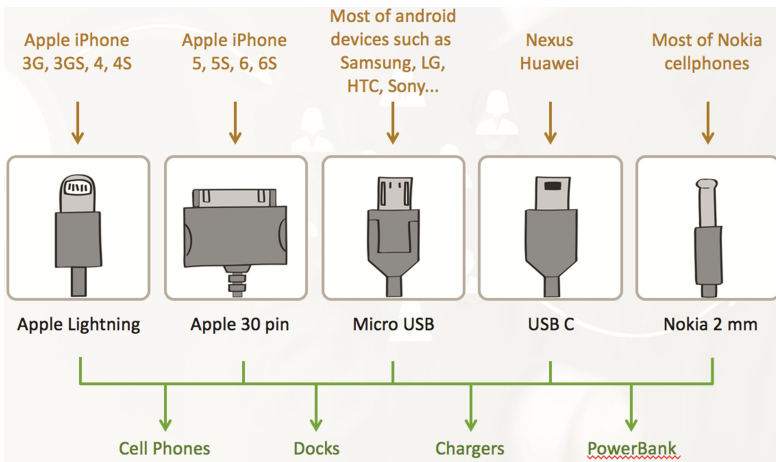 Apple iPhone
3G, 3GS, 4, 4S
Apple iPhone
5, 5S, 6, 6S
Most of android
devices such as
Samsung, LG,
HTC, Sony...
Nexus
Huawei
Most of Nokia
cellphones
Apple Lightning
Apple 30 pin
Micro USB
USB C
Nokia 2 mm
Cell Phones
Docks
Chargers
PowerBank